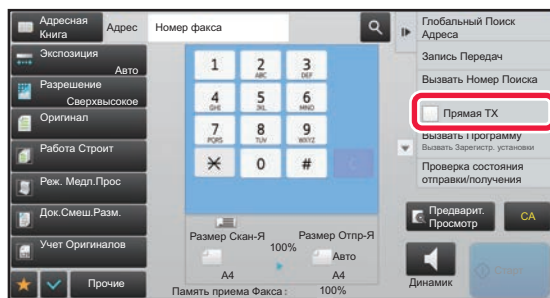 Адресная
Книга
Адрес
Номер факса
Глобальный Поиск
Адреса
Экспозиция
Авто
Запись Передач
Разрешение
Сверхвысокое
Вызвать Номер Поиска
Оригинал
Прямая TX
Работа Строит
Вызвать Программу
Вызвать Зарегистр. установки
Реж. Медл.Прос
Проверка состояния
отправки/получения
Док.Смеш.Разм.
Учет Оригиналов
Прочие
1
2
ABC
3
DEF
4
GHI
5
JKL
6
MNO
7
PQRS
8
TUV
9
WXYZ
0
#
Размер Скан-Я
Размер Отпр-Я
100%
Авто
A4
A4
Память приема Факса :
100%
Предварит.
Просмотр
CA
Динамик
Старт